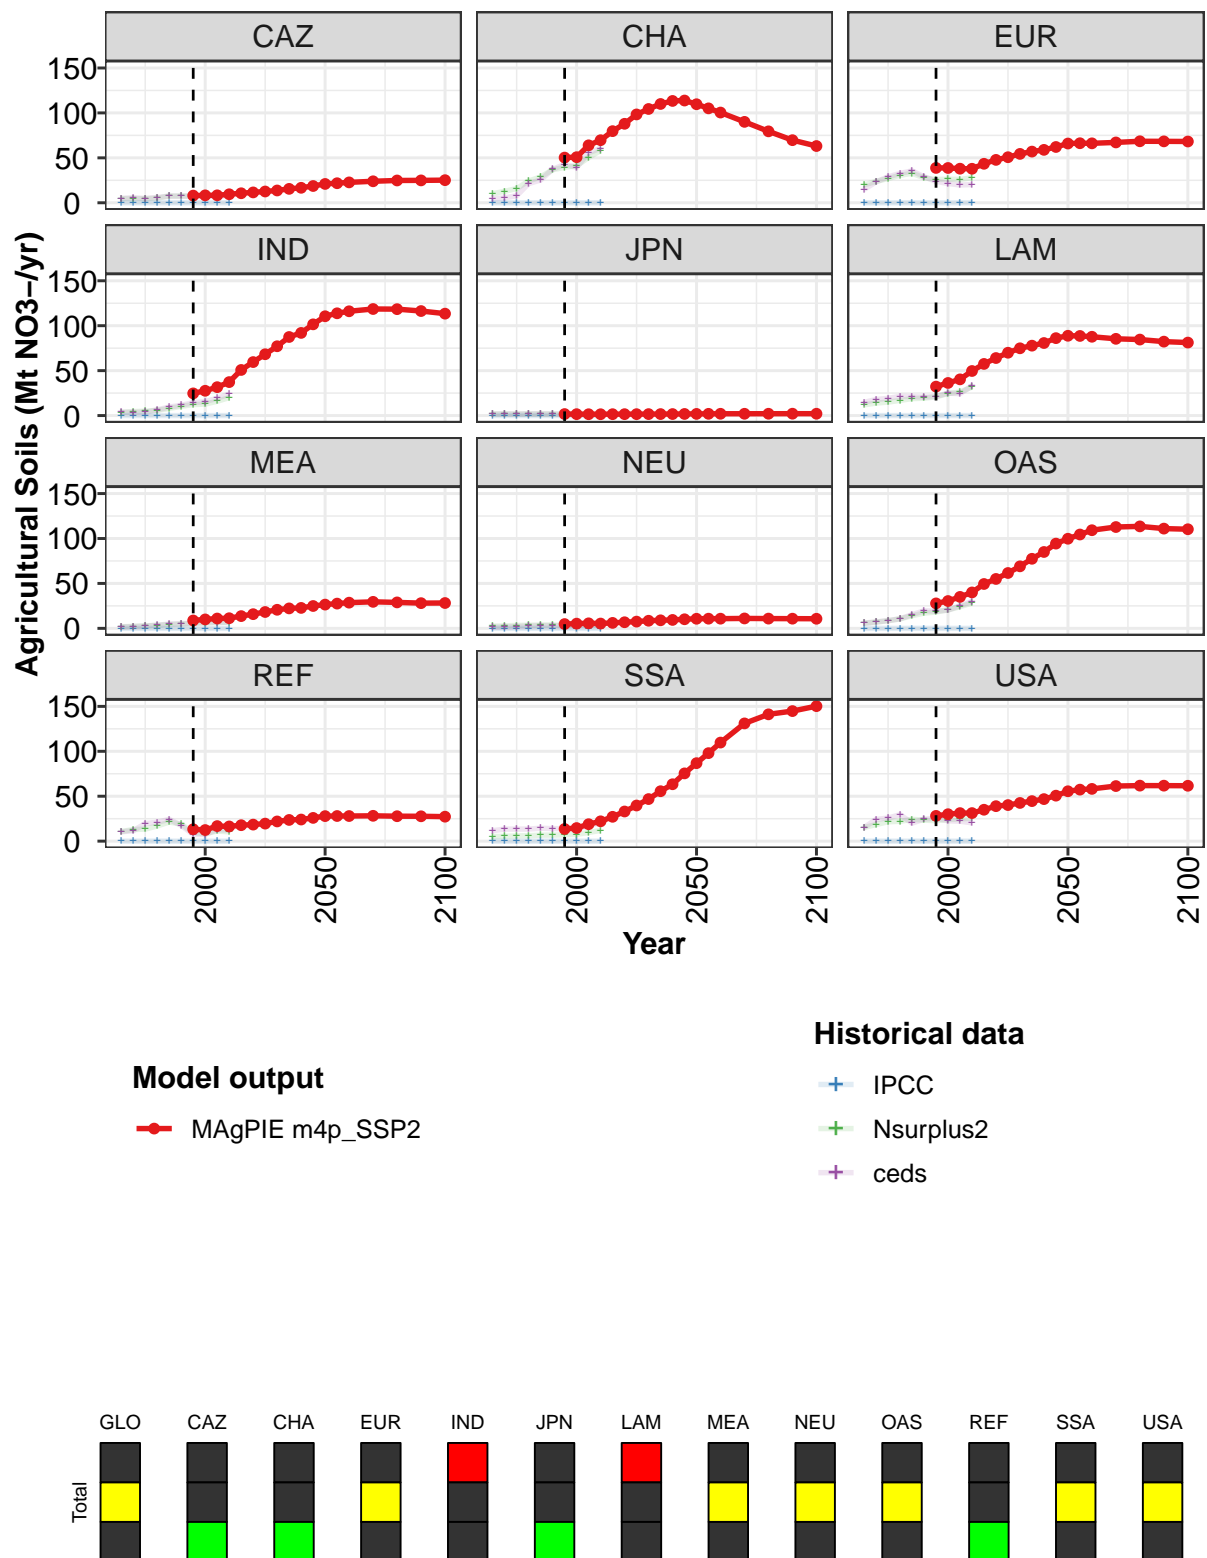 CAZ CHA EUR
150
100
50
0
IND JPN LAM
150
100
50
0
MEA NEU OAS
150
100
50
0
REF SSA USA
150
100
50
0
Agricultural Soils (Mt NO3−/yr)
2000 2050 2100 2000 2050 2100 2000 2050 2100
Year
Model output
MAgPIE m4p_SSP2
Historical data
IPCC
Nsurplus2
ceds
GLO CAZ CHA EUR IND JPN LAM MEA NEU OAS REF SSA USA
Total